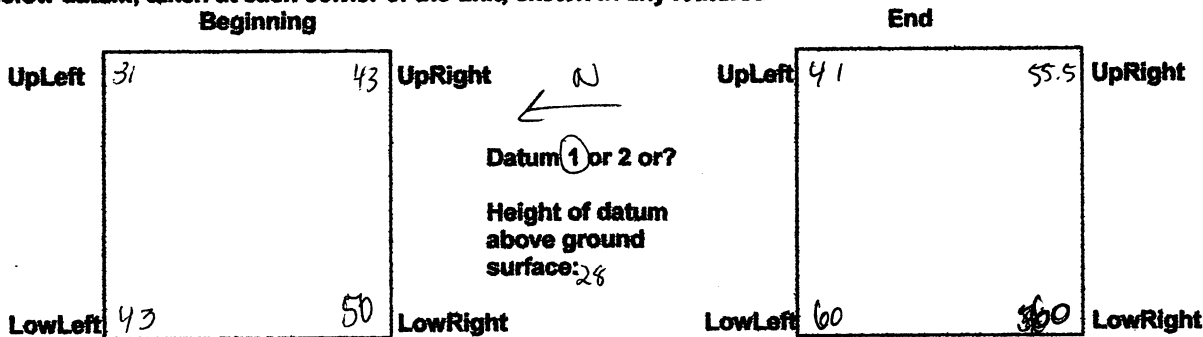 Beginning
End
UpLeft 31 43 UpRight
N
UpLeft 41 55.5 UpRight
Datum 1 or 2 or?
Height of datum
above ground
surface: 28
LowLeft 43 50 LowRight
LowLeft 60 60 LowRight